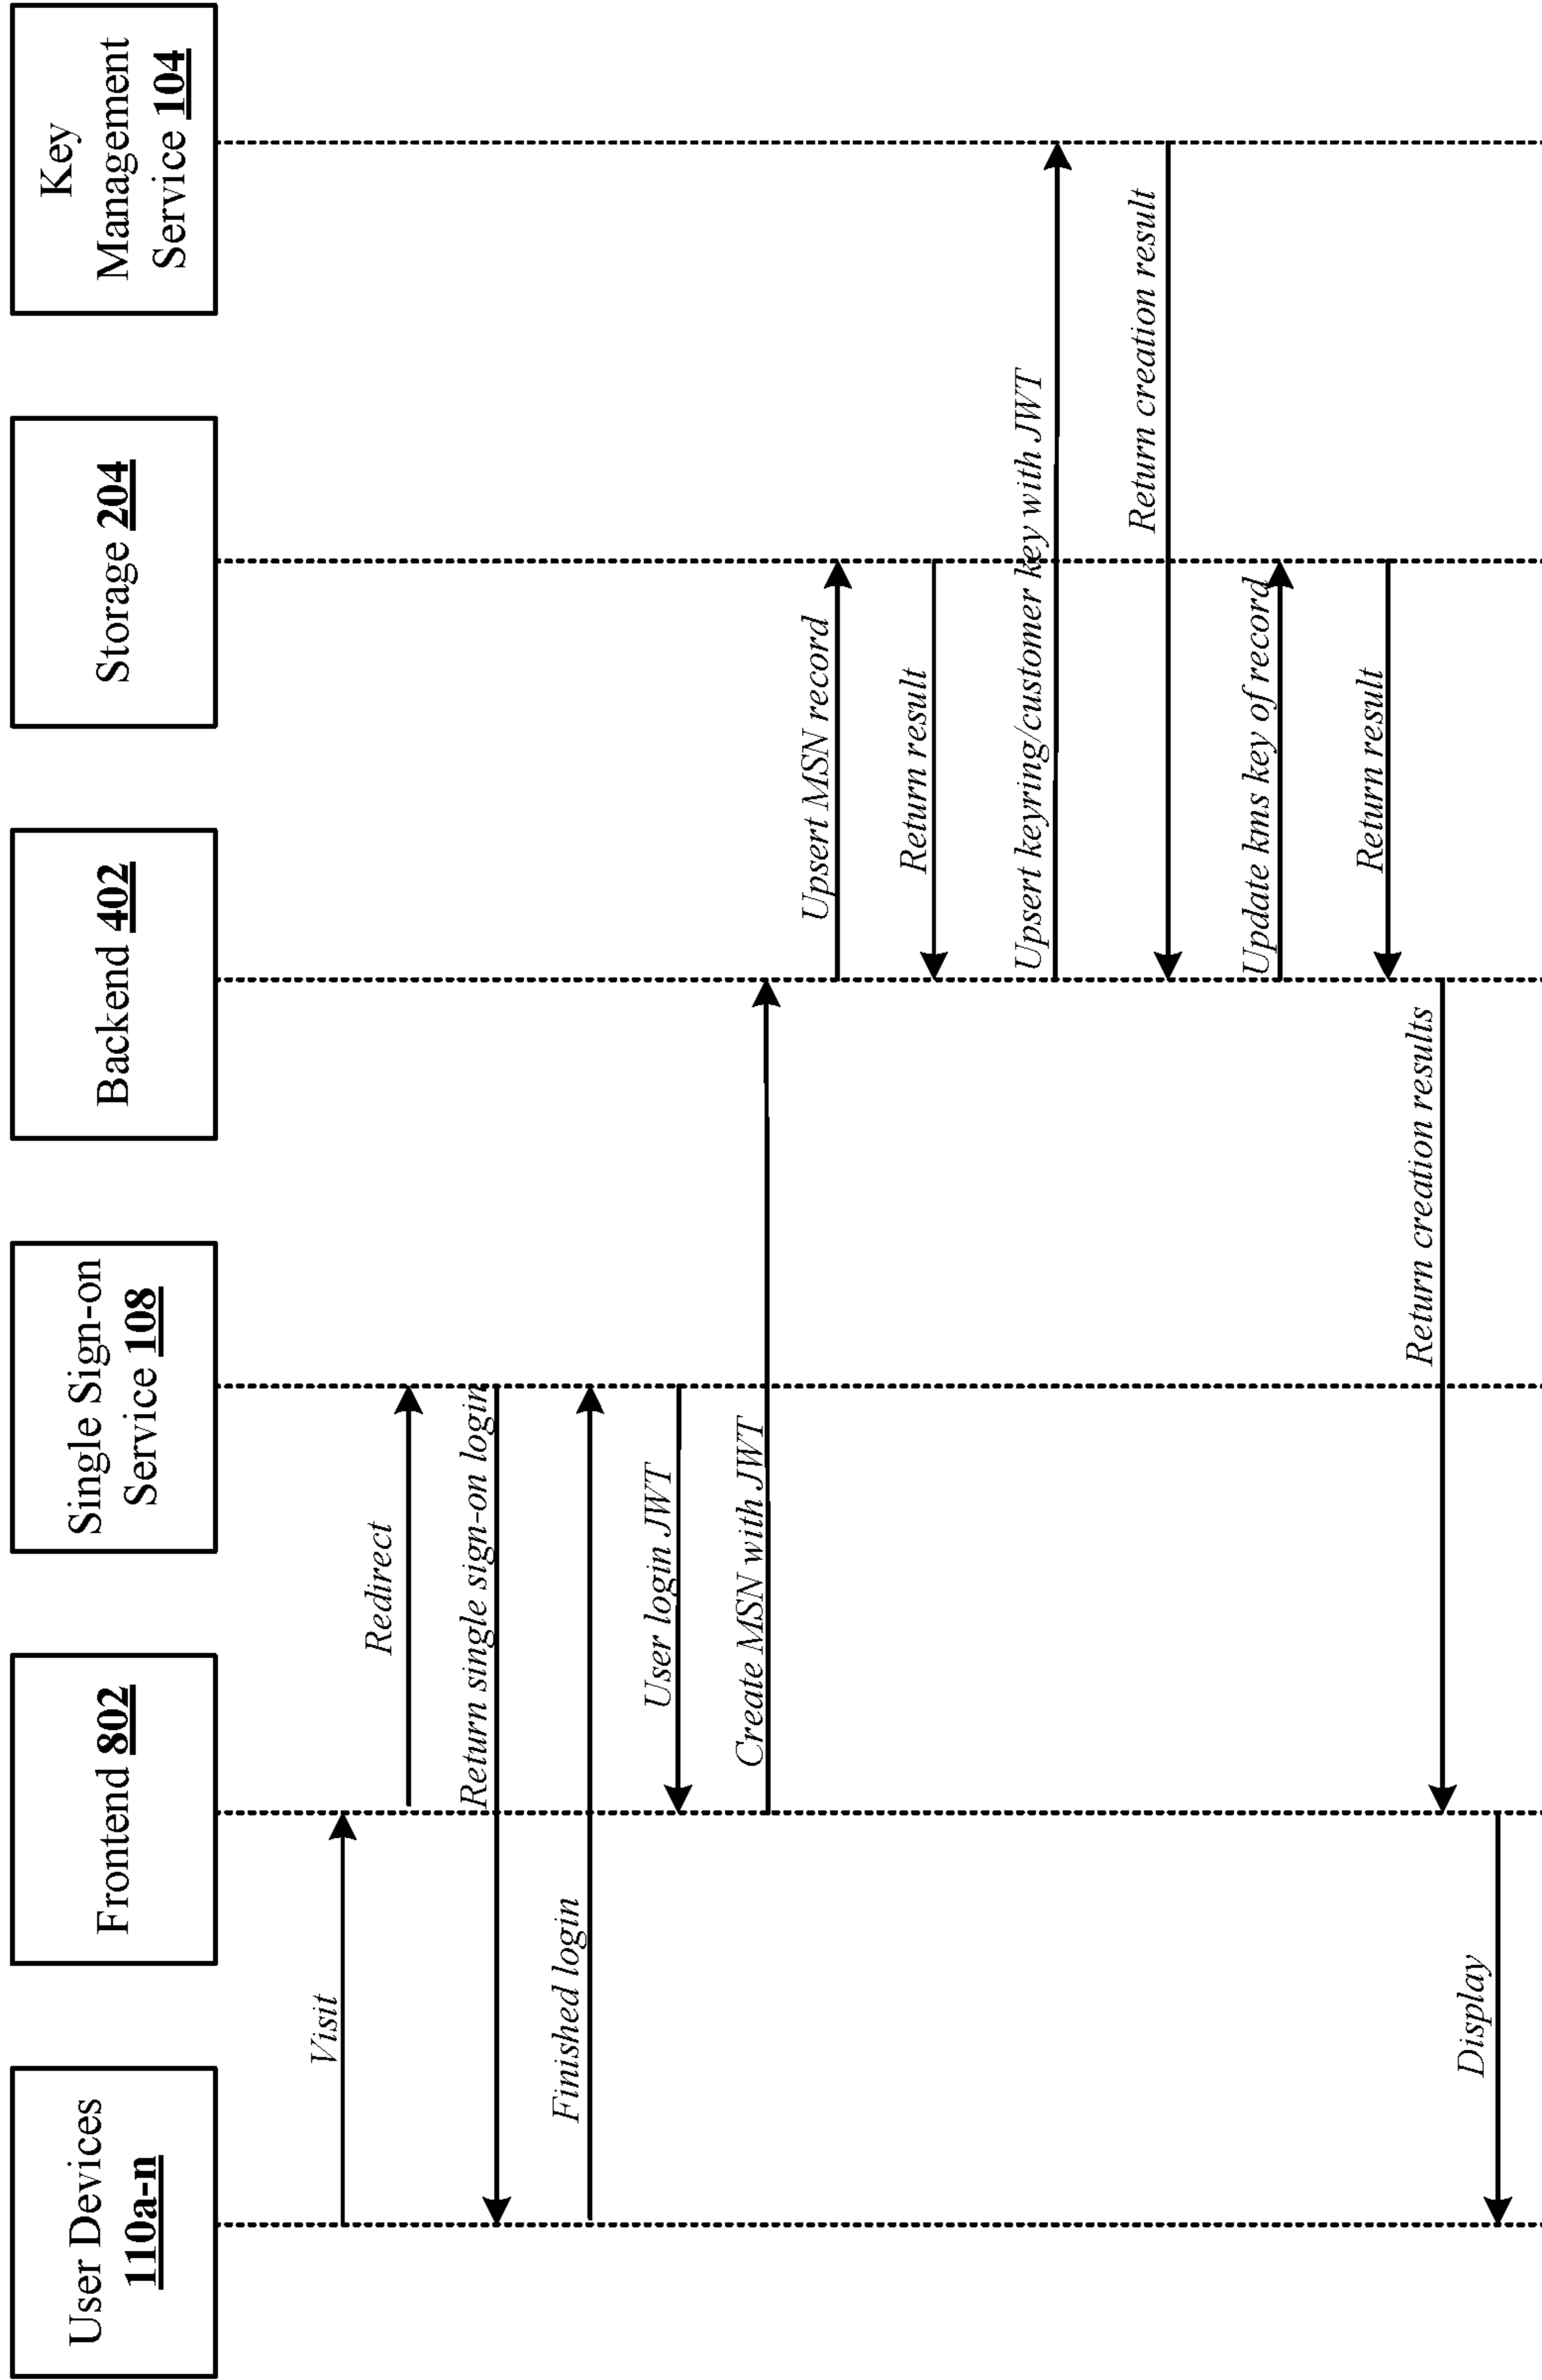 User Devices
110a-n
Frontend 802
Single Sign-on
Service 108
Backend 402
Storage 204
Key
Management
Service 104
Visit
Redirect
Return single sign-on login
Finished login
User login JWT
Create MSN with JWT
Upsert MSN record
Return result
Upsert keyring/customer key with JWT
Return creation result
Update kms key of record
Return result
Return creation results
Display